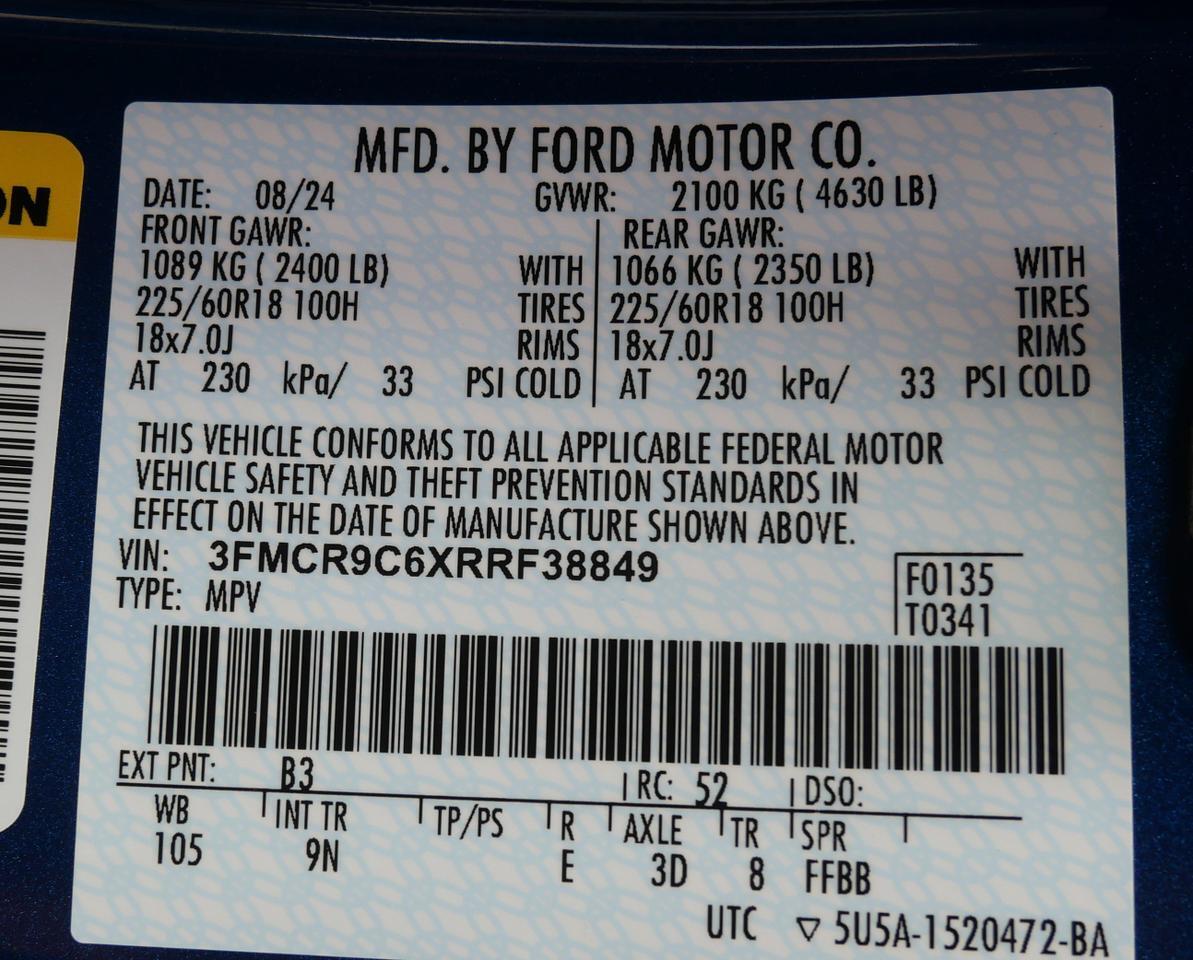 ON
MFD. BY FORD MOTOR CO.
DATE: 08/24 GVWR: 2100 KG ( 4630 LB)
FRONT GAWR: REAR GAWR:
1089 KG ( 2400 LB) WITH 1066 KG ( 2350 LB) WITH
225/60R18 100H TIRES 225/60R18 100H TIRES
18x7.0J RIMS 18x7.0J RIMS
AT 230 kPa/ 33 PSI COLD AT 230 kPa/ 33 PSI COLD
THIS VEHICLE CONFORMS TO ALL APPLICABLE FEDERAL MOTOR
VEHICLE SAFETY AND THEFT PREVENTION STANDARDS IN
EFFECT ON THE DATE OF MANUFACTURE SHOWN ABOVE.
VIN: 3FMCR9C6XRRF38849
F0135
TYPE: MPV
T0341
EXT PNT: B3 RC: 52 DSO:
WB INT TR TP/PS R AXLE TR SPR
105 9N E 3D 8 FFBB
UTC ▽ 5U5A-1520472-BA